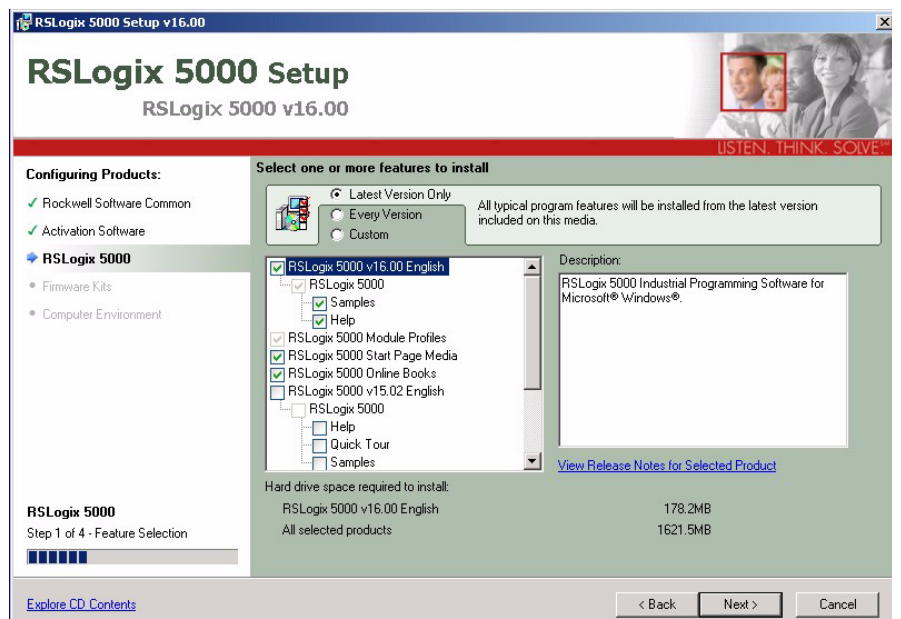 RSLogix 5000 Setup v16.00
RSLogix 5000 Setup
RSLogix 5000 v16.00
LISTEN. THINK. SOLVE.℠
Configuring Products:
Rockwell Software Common
Activation Software
RSLogix 5000
Firmware Kits
Computer Environment
Select one or more features to install
Latest Version Only
Every Version
Custom
All typical program features will be installed from the latest version
included on this media.
RSLogix 5000 v16.00 English
RSLogix 5000
Samples
Help
RSLogix 5000 Module Profiles
RSLogix 5000 Start Page Media
RSLogix 5000 Online Books
RSLogix 5000 v15.02 English
RSLogix 5000
Help
Quick Tour
Samples
Description:
RSLogix 5000 Industrial Programming Software for
Microsoft® Windows®.
View Release Notes for Selected Product
Hard drive space required to install:
RSLogix 5000 v16.00 English 178.2MB
All selected products 1621.5MB
RSLogix 5000
Step 1 of 4 - Feature Selection
Explore CD Contents
< Back Next > Cancel